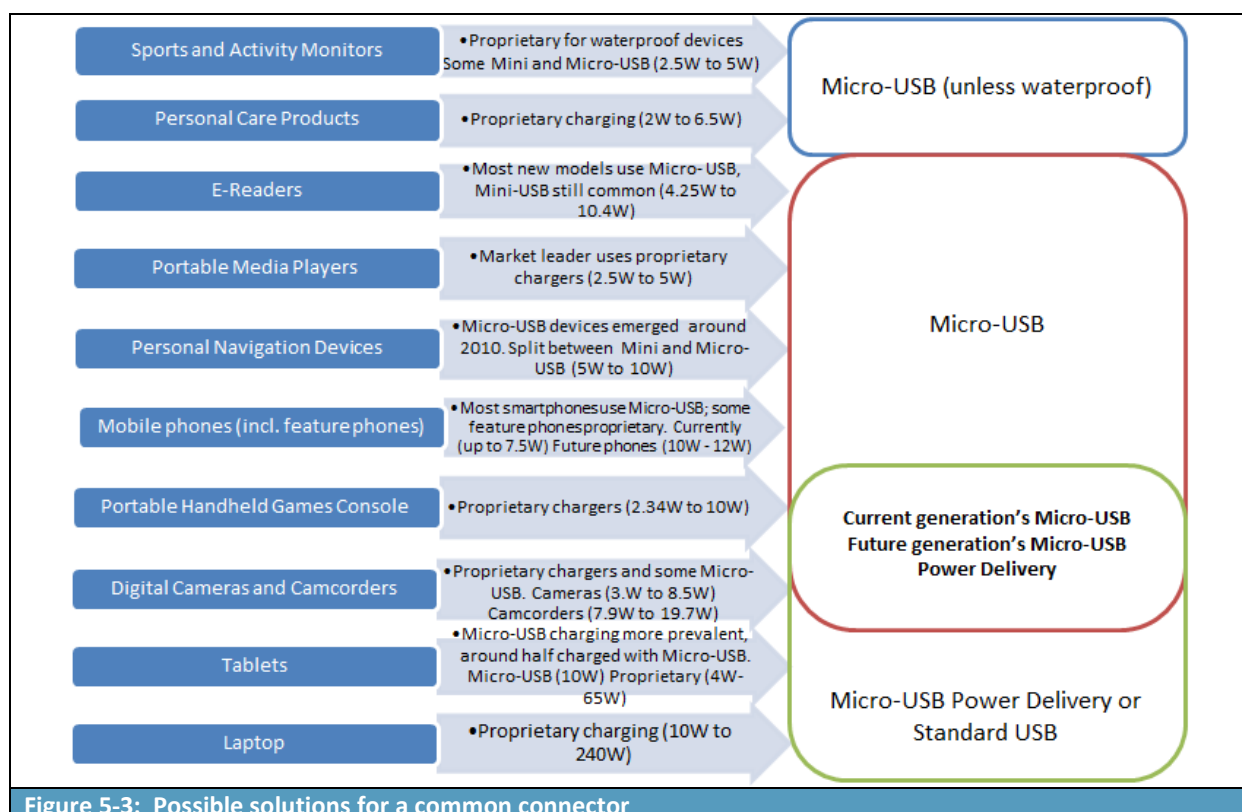 Sports and Activity Monitors
•Proprietary for waterproof devices
Some Mini and Micro-USB (2.5W to 5W)
Micro-USB (unless waterproof)
Personal Care Products
•Proprietary charging (2W to 6.5W)
E-Readers
•Most new models use Micro- USB,
Mini-USB still common (4.25W to
10.4W)
Portable Media Players
•Market leader uses proprietary
chargers (2.5W to 5W)
Micro-USB
Personal Navigation Devices
•Micro-USB devices emerged around
2010. Split between Mini and Micro-
USB (5W to 10W)
Mobile phones (incl. feature phones)
•Most smartphones use Micro-USB; some
feature phones proprietary. Currently
(up to 7.5W) Future phones (10W - 12W)
Portable Handheld Games Console
•Proprietary chargers (2.34W to 10W)
Current generation's Micro-USB
Future generation's Micro-USB
Power Delivery
Digital Cameras and Camcorders
•Proprietary chargers and some Micro-
USB. Cameras (3.W to 8.5W)
Camcorders (7.9W to 19.7W)
Tablets
•Micro-USB charging more prevalent,
around half charged with Micro-USB.
Micro-USB (10W) Proprietary (4W-
65W)
Micro-USB Power Delivery or
Standard USB
Laptop
•Proprietary charging (10W to
240W)
Figure 5-3: Possible solutions for a common connector